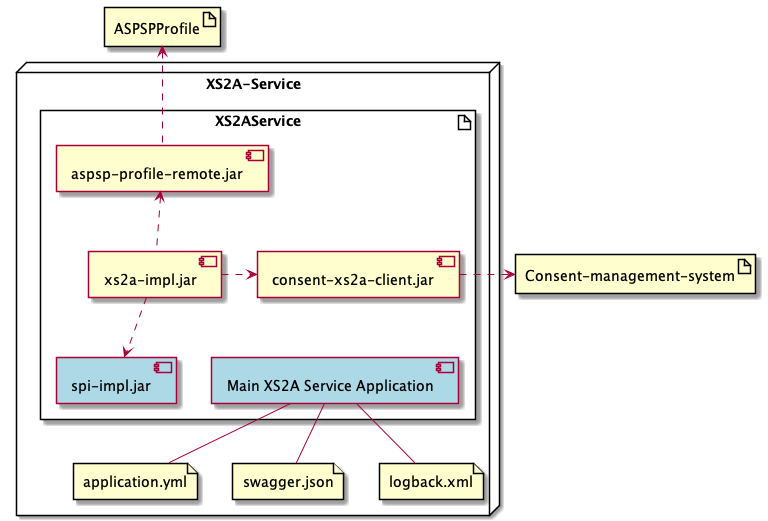 ASPSPProfile
XS2A-Service
XS2AService
aspsp-profile-remote.jar
xs2a-impl.jar
consent-xs2a-client.jar
Consent-management-system
spi-impl.jar
Main XS2A Service Application
application.yml
swagger.json
logback.xml